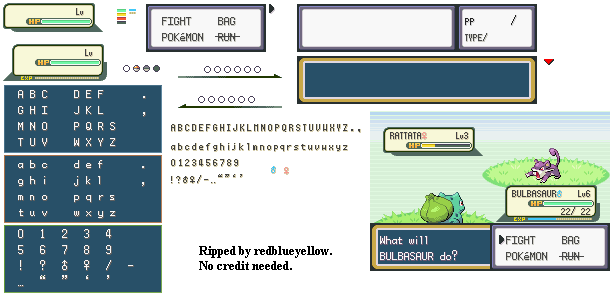 Lv
HP
Lv
HP
EXP
FIGHT BAG
POKéMON RUN
PP /
TYPE/
A B C D E F .
G H I J K L ,
M N O P Q R S
T U V W X Y Z
a b c d e f .
g h i j k l ,
m n o p q r s
t u v w x y z
0 1 2 3 4
5 6 7 8 9
! ? ♂ ♀ / -
… “ ” ‘ ’
ABCDEFGHIJKLMNOPQRSTUVWXYZ.,
abcdefghijklmnopqrstuvwxyz
0123456789
!?♂♀/-…“”‘’
♂ ♀
Ripped by redblueyellow.
No credit needed.
RATTATA♀ Lv3
HP
BULBASAUR♂ Lv6
HP
22/ 22
EXP
What will
BULBASAUR do?
FIGHT BAG
POKéMON RUN